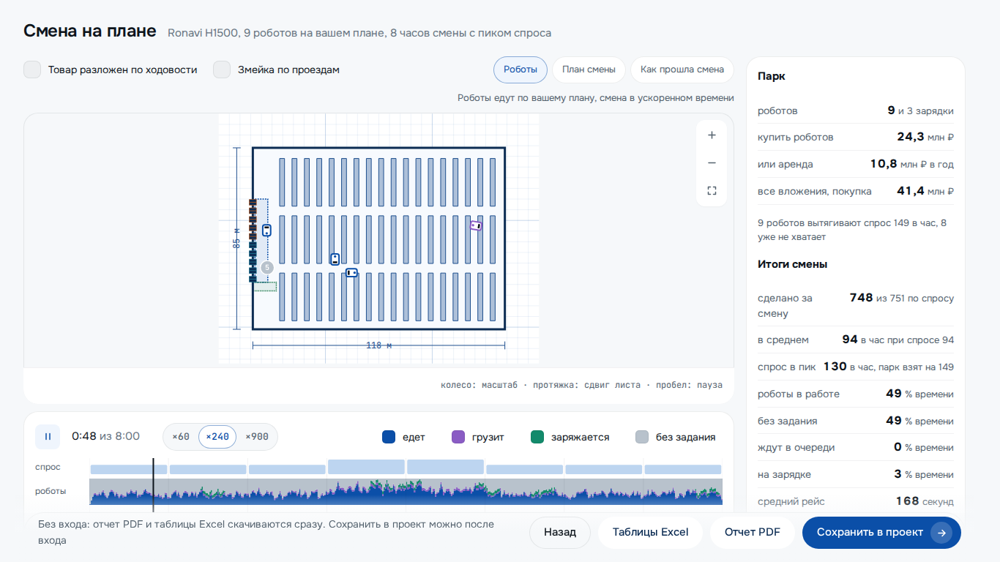 Смена на плане
Ronavi H1500, 9 роботов на вашем плане, 8 часов смены с пиком спроса
Товар разложен по ходовости
Змейка по проездам
Роботы
План смены
Как прошла смена
Роботы едут по вашему плану, смена в ускоренном времени
85 м
5
118 м
+
−
колесо: масштаб · протяжка: сдвиг листа · пробел: пауза
0:48 из 8:00
×60
×240
×900
едет
грузит
заряжается
без задания
спрос
роботы
Парк
роботов 9 и 3 зарядки
купить роботов 24,3 млн ₽
или аренда 10,8 млн ₽ в год
все вложения, покупка 41,4 млн ₽
9 роботов вытягивают спрос 149 в час, 8
уже не хватает
Итоги смены
сделано за 748 из 751 по спросу
смену
в среднем 94 в час при спросе 94
спрос в пик 130 в час, парк взят на 149
роботы в работе 49 % времени
без задания 49 % времени
ждут в очереди 0 % времени
на зарядке 3 % времени
средний рейс 168 секунд
Без входа: отчет PDF и таблицы Excel скачиваются сразу. Сохранить в проект можно после
входа
Назад
Таблицы Excel
Отчет PDF
Сохранить в проект →